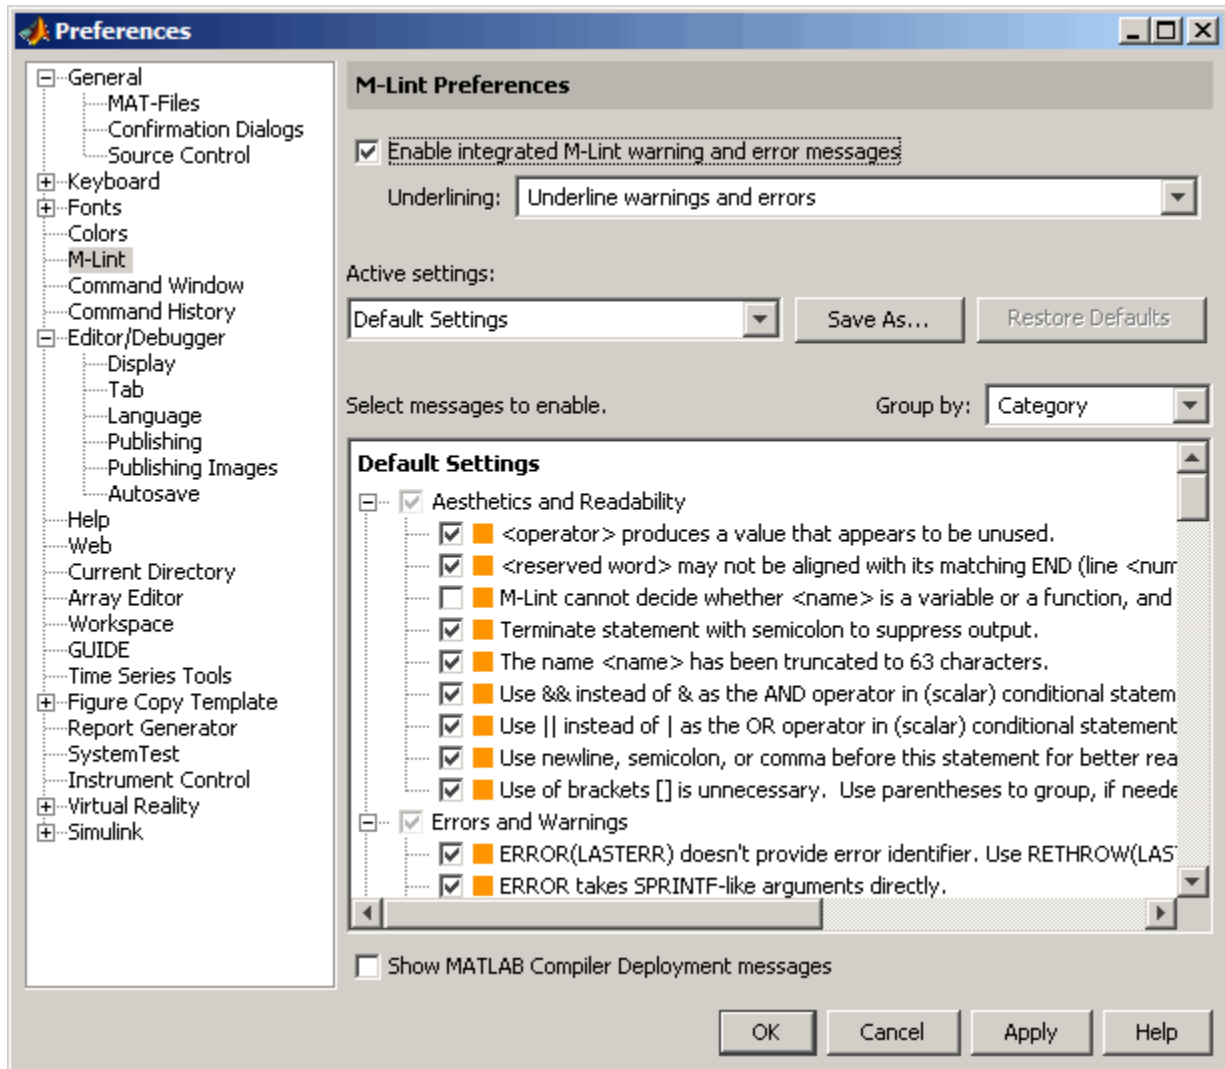 Preferences
General
MAT-Files
Confirmation Dialogs
Source Control
Keyboard
Fonts
Colors
M-Lint
Command Window
Command History
Editor/Debugger
Display
Tab
Language
Publishing
Publishing Images
Autosave
Help
Web
Current Directory
Array Editor
Workspace
GUIDE
Time Series Tools
Figure Copy Template
Report Generator
SystemTest
Instrument Control
Virtual Reality
Simulink
M-Lint Preferences
Enable integrated M-Lint warning and error messages
Underlining: Underline warnings and errors
Active settings:
Default Settings Save As... Restore Defaults
Select messages to enable. Group by: Category
Default Settings
Aesthetics and Readability
<operator> produces a value that appears to be unused.
<reserved word> may not be aligned with its matching END (line <num
M-Lint cannot decide whether <name> is a variable or a function, and
Terminate statement with semicolon to suppress output.
The name <name> has been truncated to 63 characters.
Use && instead of & as the AND operator in (scalar) conditional statem
Use || instead of | as the OR operator in (scalar) conditional statement
Use newline, semicolon, or comma before this statement for better rea
Use of brackets [] is unnecessary.  Use parentheses to group, if neede
Errors and Warnings
ERROR(LASTERR) doesn't provide error identifier. Use RETHROW(LAST
ERROR takes SPRINTF-like arguments directly.
Show MATLAB Compiler Deployment messages
OK Cancel Apply Help